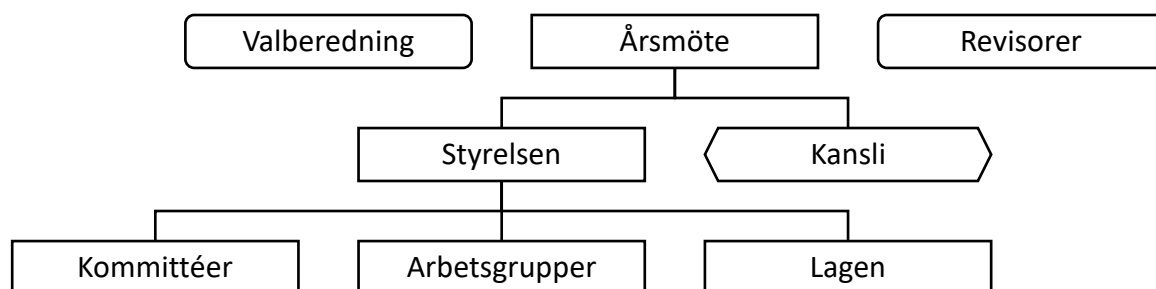 Valberedning
Årsmöte
Revisorer
Styrelsen
Kansli
Kommittéer
Arbetsgrupper
Lagen